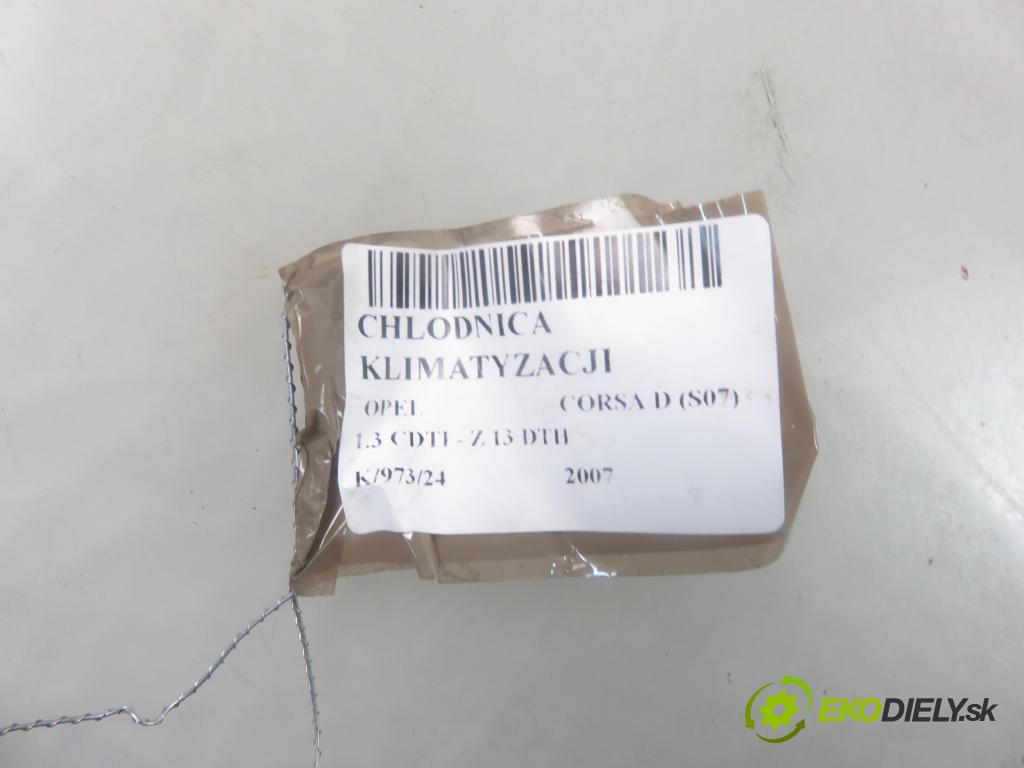 CHLODNICA
KLIMATYZACJI
OPEL CORSA D (S07)
1.3 CDTI - Z 13 DTH
K/973/24 2007
EKODIELY.sk